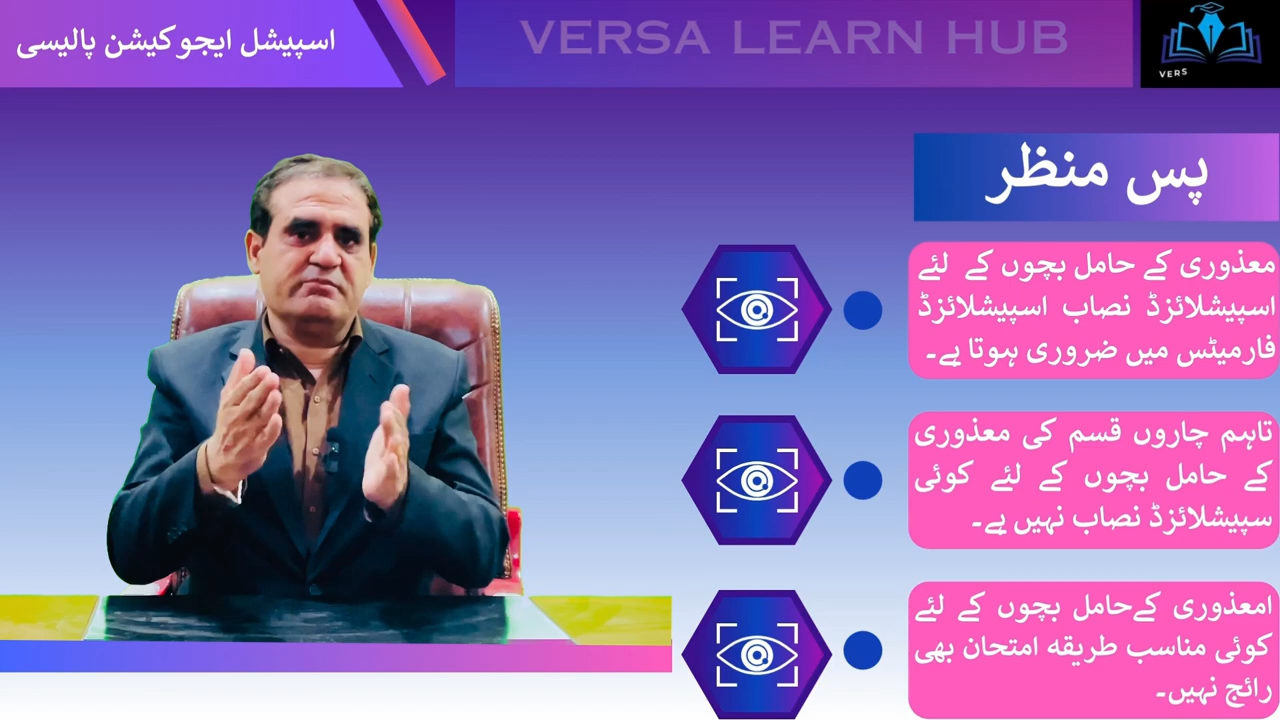 اسپیشل ایجوکیشن پالیسی
VERSA LEARN HUB
VERS
پس منظر
معذوری کے حامل بچوں کے لئے
اسپیشلائزڈ نصاب اسپیشلائزڈ
فارمیٹس میں ضروری ہوتا ہے۔
تاہم چاروں قسم کی معذوری
کے حامل بچوں کے لئے کوئی
سپیشلائزڈ نصاب نہیں ہے۔
امعذوری کےحامل بچوں کے لئے
کوئی مناسب طریقہ امتحان بھی
رائج نہیں۔